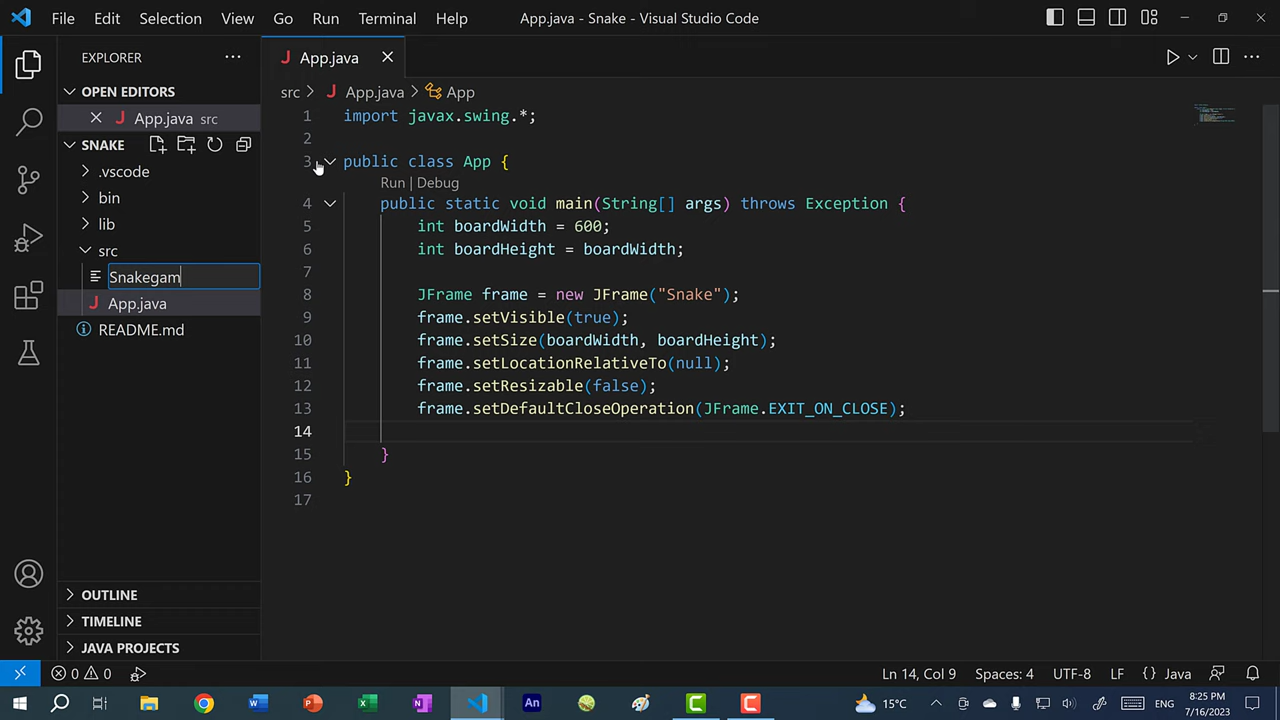 File Edit Selection View Go Run Terminal Help App.java - Snake - Visual Studio Code
EXPLORER
OPEN EDITORS
App.java src
SNAKE
.vscode
bin
lib
src
Snakegam
App.java
README.md
OUTLINE
TIMELINE
JAVA PROJECTS
App.java
src App.java App
1 import javax.swing.*;
2
3 public class App {
Run | Debug
4 public static void main(String[] args) throws Exception {
5 int boardWidth = 600;
6 int boardHeight = boardWidth;
7
8 JFrame frame = new JFrame("Snake");
9 frame.setVisible(true);
10 frame.setSize(boardWidth, boardHeight);
11 frame.setLocationRelativeTo(null);
12 frame.setResizable(false);
13 frame.setDefaultCloseOperation(JFrame.EXIT_ON_CLOSE);
14
15 }
16 }
17
0 0 Ln 14, Col 9 Spaces: 4 UTF-8 LF {} Java
15°C ENG 8:25 PM
7/16/2023